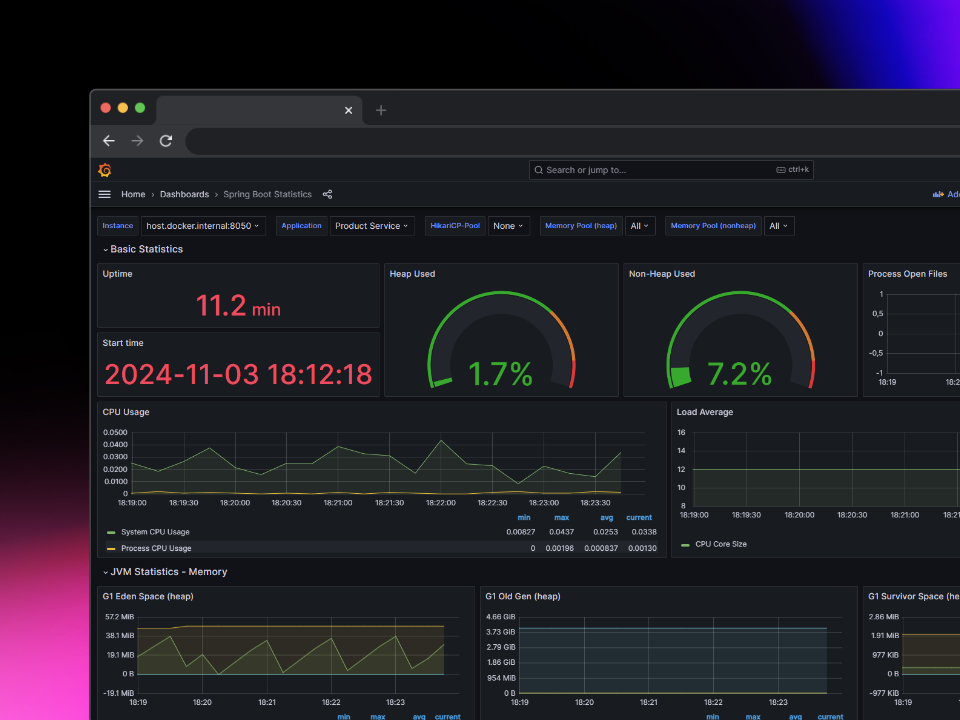 Search or jump to... ctrl+k
Home › Dashboards › Spring Boot Statistics
Instance host.docker.internal:8050 Application Product Service HikariCP-Pool None Memory Pool (heap) All Memory Pool (nonheap) All
Basic Statistics
Uptime
11.2 min
Start time
2024-11-03 18:12:18
Heap Used
1.7%
Non-Heap Used
7.2%
Process Open Files
1
0,5
0
-0,5
-1
18:19
CPU Usage
0.0500
0.0400
0.0300
0.0200
0.0100
0
18:19:00 18:19:30 18:20:00 18:20:30 18:21:00 18:21:30 18:22:00 18:22:30 18:23:00 18:23:30
min max avg current
System CPU Usage 0.00827 0.0437 0.0253 0.0338
Process CPU Usage 0 0.00196 0.000837 0.00130
Load Average
16
14
12
10
8
18:19:00 18:19:30 18:20:00 18:20:30 18:21:00
CPU Core Size
JVM Statistics - Memory
G1 Eden Space (heap)
57.2 MiB
38.1 MiB
19.1 MiB
0 B
-19.1 MiB
18:19 18:20 18:21 18:22 18:23
min max avg current
G1 Old Gen (heap)
4.66 GiB
3.73 GiB
2.79 GiB
1.86 GiB
954 MiB
0 B
18:19 18:20 18:21 18:22 18:23
min max avg current
G1 Survivor Space
2.86 MiB
1.91 MiB
977 KiB
0 B
-977 KiB
18:19